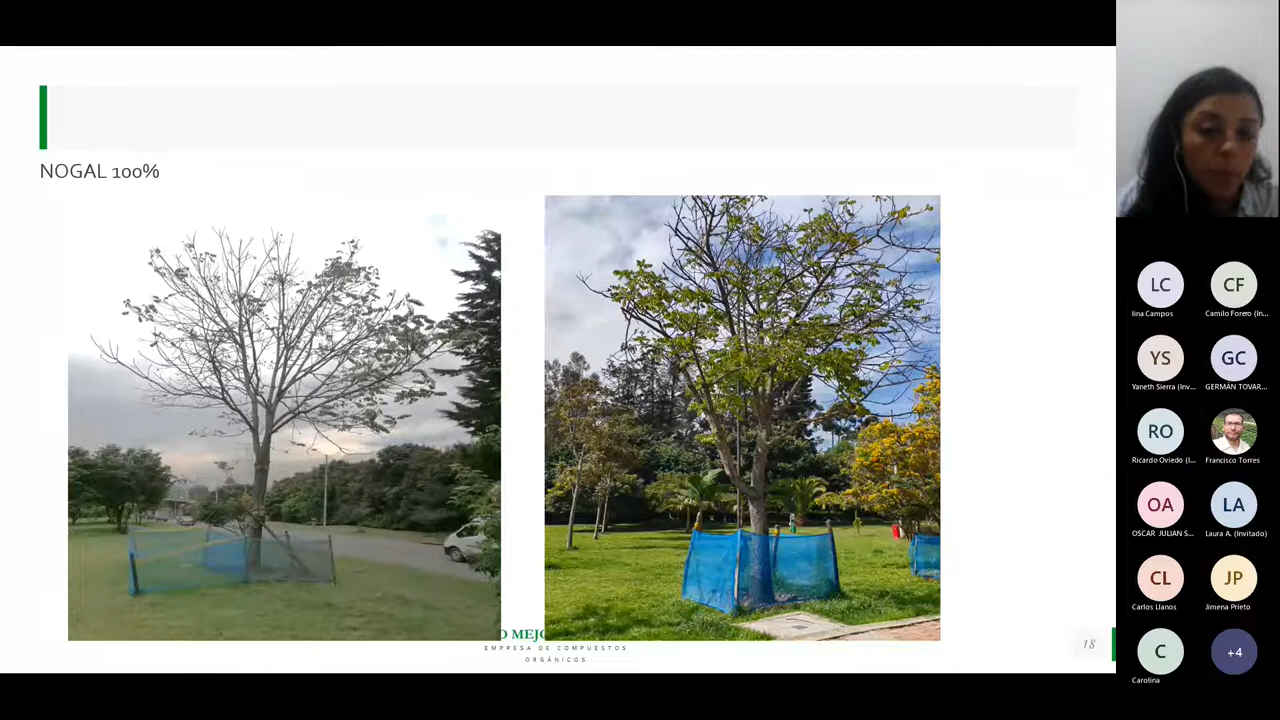 NOGAL 100%
O MEJO
EMPRESA DE COMPUESTOS
ORGÁNICOS
18
LC
lina Campos
CF
Camilo Forero (In...
YS
Yaneth Sierra (Inv...
GC
GERMÁN TOVAR...
RO
Ricardo Oviedo (I...
Francisco Torres
OA
OSCAR JULIAN S...
LA
Laura A. (Invitado)
CL
Carlos Llanos
JP
Jimena Prieto
C
Carolina
+4